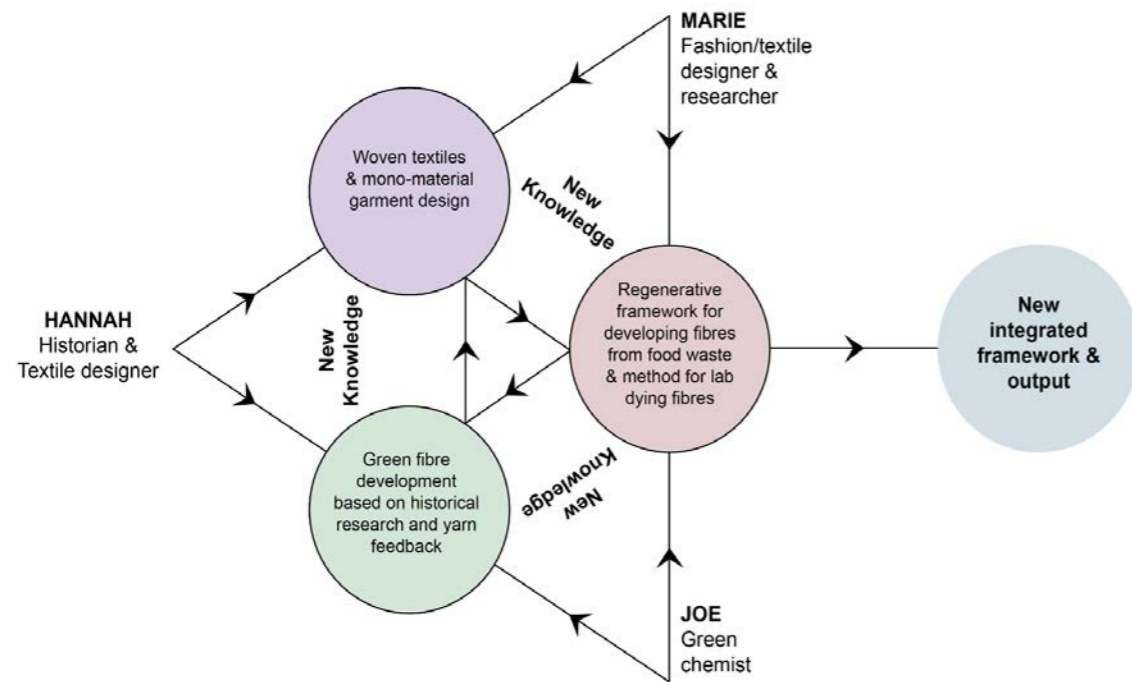 MARIE
Fashion/textile
designer &
researcher
Woven textiles
& mono-material
garment design
New
Knowledge
HANNAH
Historian &
Textile designer
New
Knowledge
Regenerative
framework for
developing fibres
from food waste
& method for lab
dying fibres
New
integrated
framework &
output
Green fibre
development
based on historical
research and yarn
feedback
New
Knowledge
JOE
Green
chemist